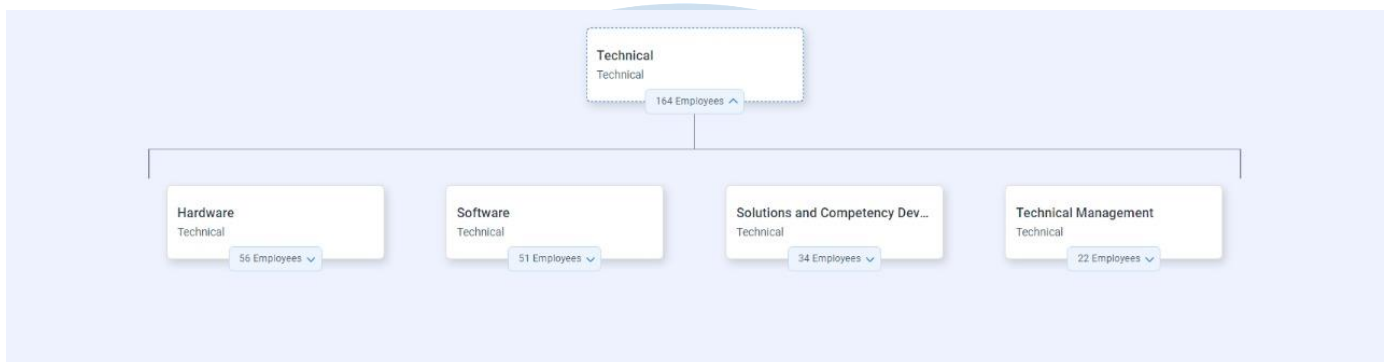 Technical
Technical
164 Employees
Hardware
Technical
56 Employees
Software
Technical
51 Employees
Solutions and Competency Dev...
Technical
34 Employees
Technical Management
Technical
22 Employees